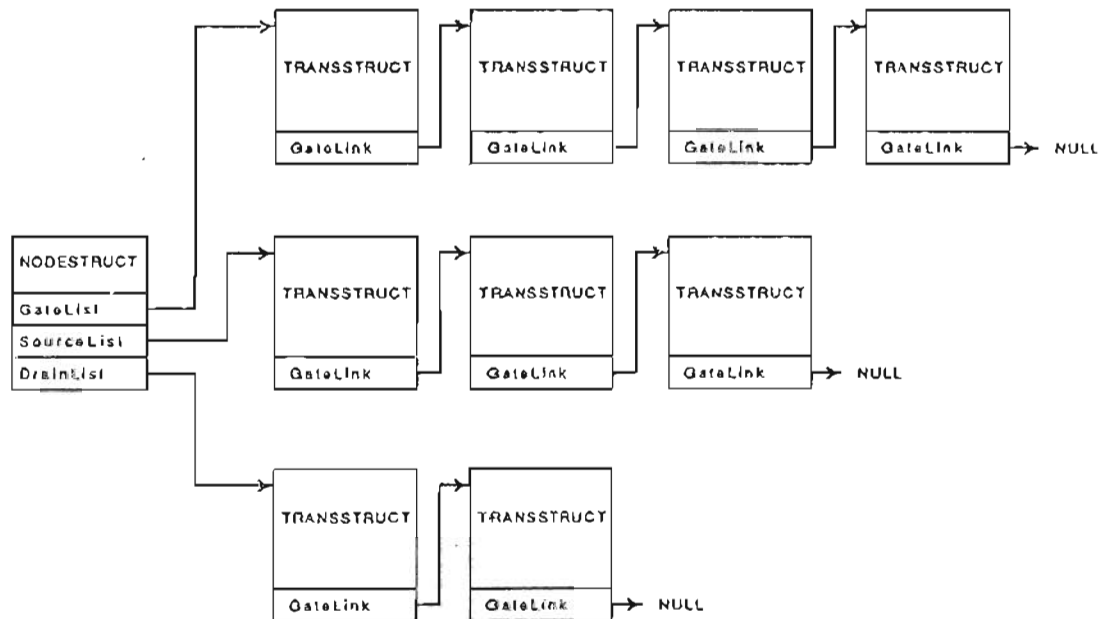 TRANSSTRUCT TRANSSTRUCT TRANSSTRUCT TRANSSTRUCT
GateLink GateLink GateLink GateLink NULL
NODESTRUCT
GateList
SourceList
DrainList
TRANSSTRUCT TRANSSTRUCT TRANSSTRUCT
GateLink GateLink GateLink NULL
TRANSSTRUCT TRANSSTRUCT
GateLink GateLink NULL